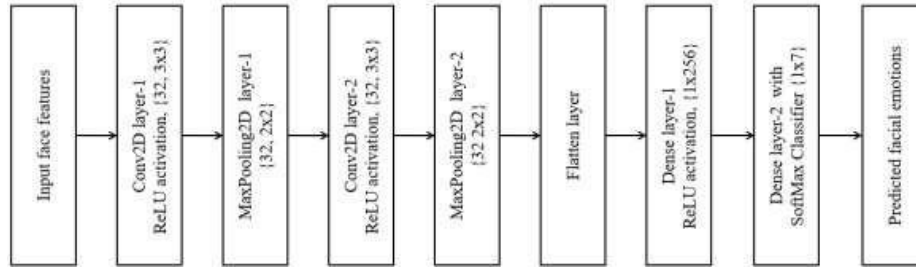 Input face features
Conv2D layer-1
ReLU activation, {32, 3x3}
MaxPooling2D layer-1
{32, 2x2}
Conv2D layer-2
ReLU activation, {32, 3x3}
MaxPooling2D layer-2
{32 2x2}
Flatten layer
Dense layer-1
ReLU activation, {1x256}
Dense layer-2 with
SoftMax Classifier {1x7}
Predicted facial emotions